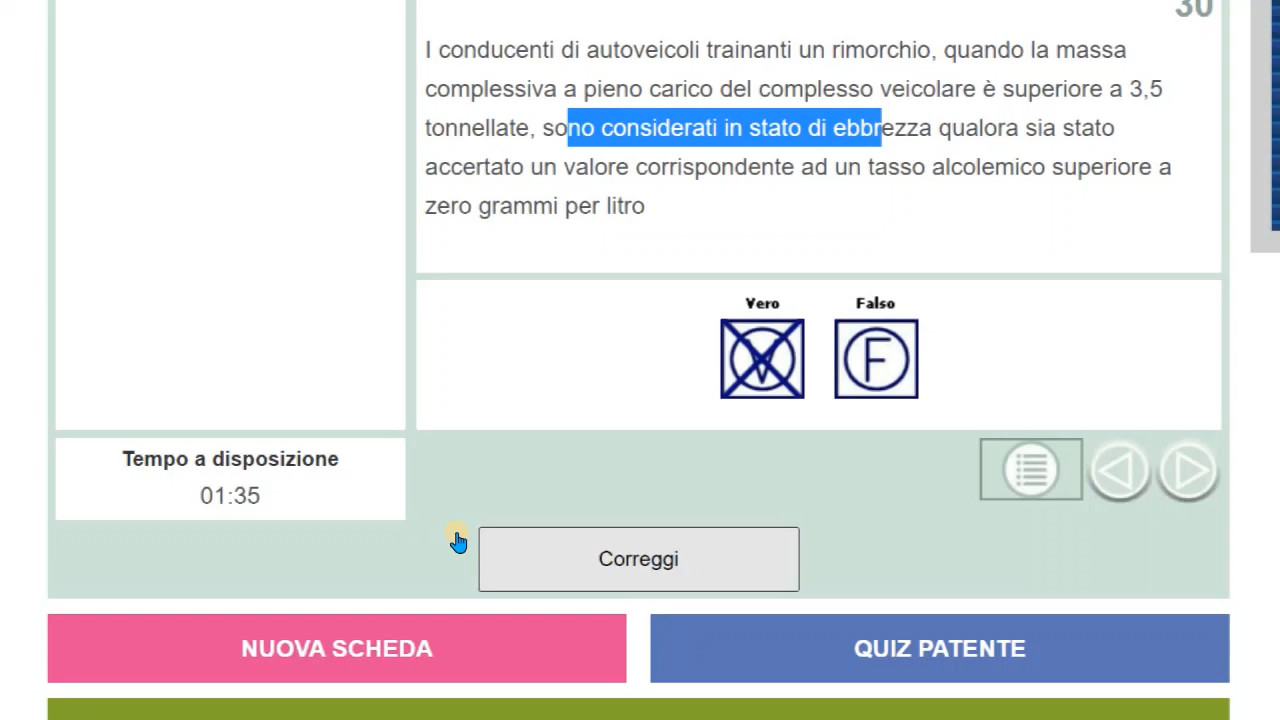 30
I conducenti di autoveicoli trainanti un rimorchio, quando la massa
complessiva a pieno carico del complesso veicolare è superiore a 3,5
tonnellate, sono considerati in stato di ebbrezza qualora sia stato
accertato un valore corrispondente ad un tasso alcolemico superiore a
zero grammi per litro
Vero Falso
V F
Tempo a disposizione
01:35
Correggi
NUOVA SCHEDA QUIZ PATENTE